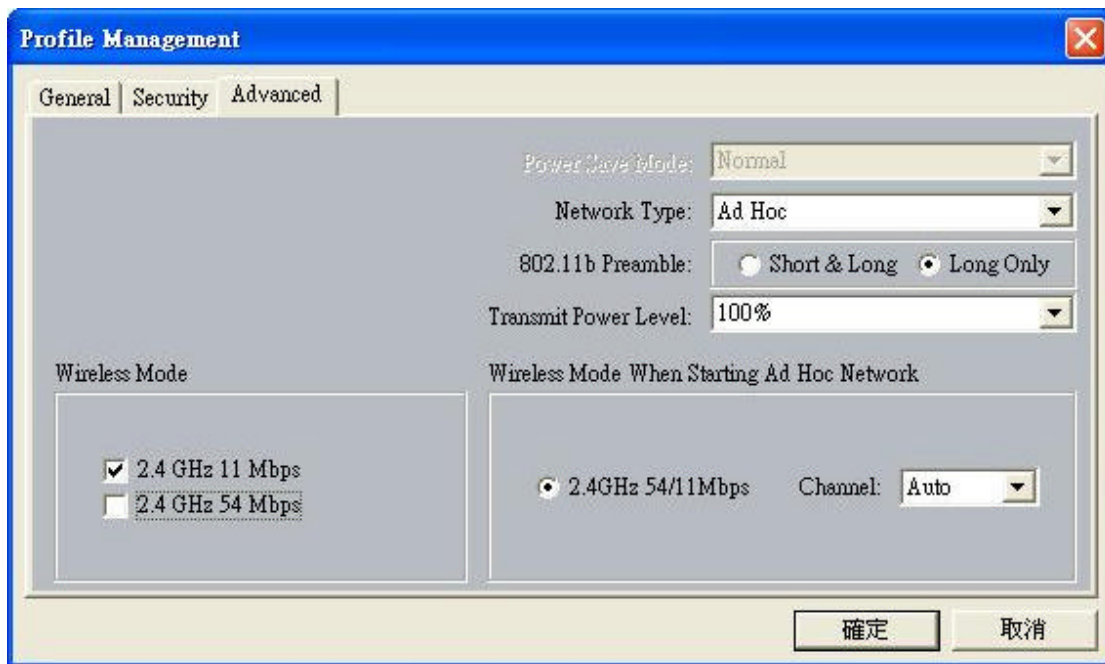 Profile Management
General Security Advanced
Power Save Mode: Normal
Network Type: Ad Hoc
802.11b Preamble: Short & Long Long Only
Transmit Power Level: 100%
Wireless Mode
2.4 GHz 11 Mbps
2.4 GHz 54 Mbps
Wireless Mode When Starting Ad Hoc Network
2.4GHz 54/11Mbps Channel: Auto
確定 取消